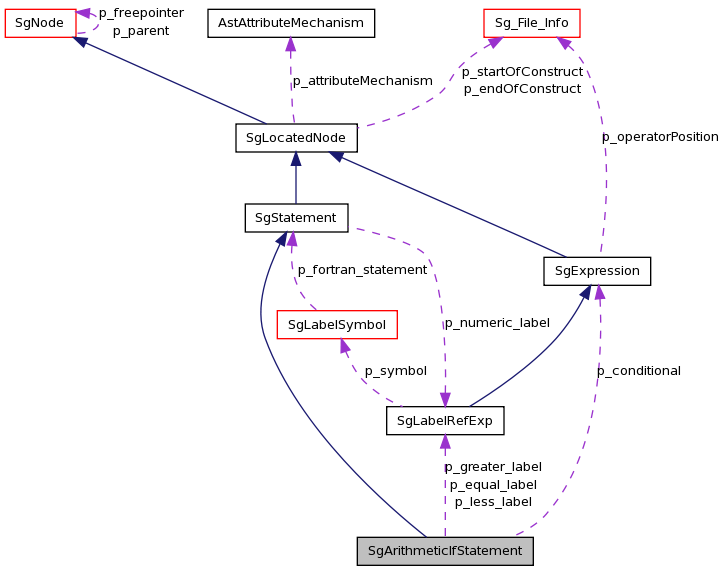 SgNode
p_freepointer
p_parent
AstAttributeMechanism
Sg_File_Info
p_attributeMechanism
p_startOfConstruct
p_endOfConstruct
p_operatorPosition
SgLocatedNode
SgStatement
SgExpression
p_fortran_statement
SgLabelSymbol
p_numeric_label
p_symbol
p_conditional
SgLabelRefExp
p_greater_label
p_equal_label
p_less_label
SgArithmeticIfStatement